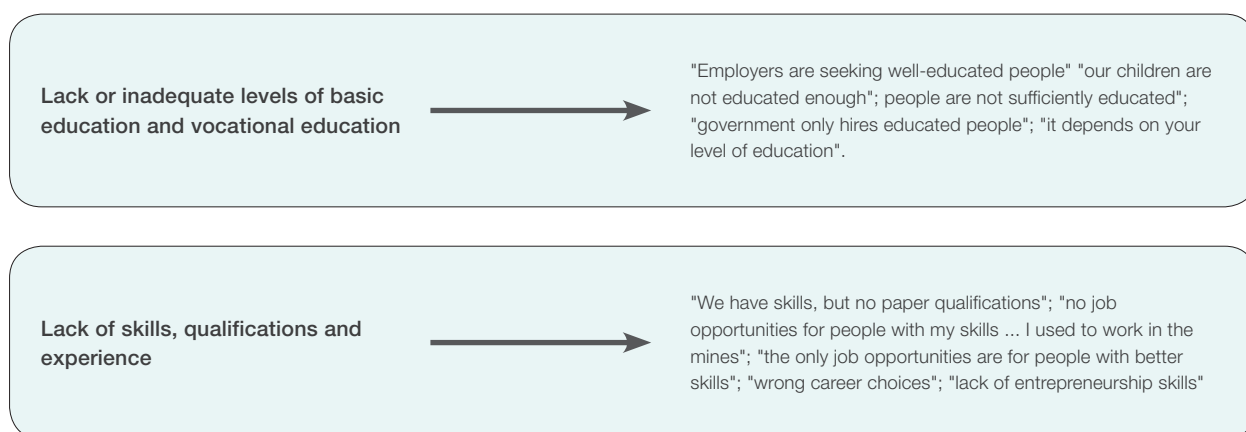 Lack or inadequate levels of basic
education and vocational education
"Employers are seeking well-educated people" "our children are
not educated enough"; people are not sufficiently educated";
"government only hires educated people"; "it depends on your
level of education".
Lack of skills, qualifications and
experience
"We have skills, but no paper qualifications"; "no job
opportunities for people with my skills ... I used to work in the
mines"; "the only job opportunities are for people with better
skills"; "wrong career choices"; "lack of entrepreneurship skills"